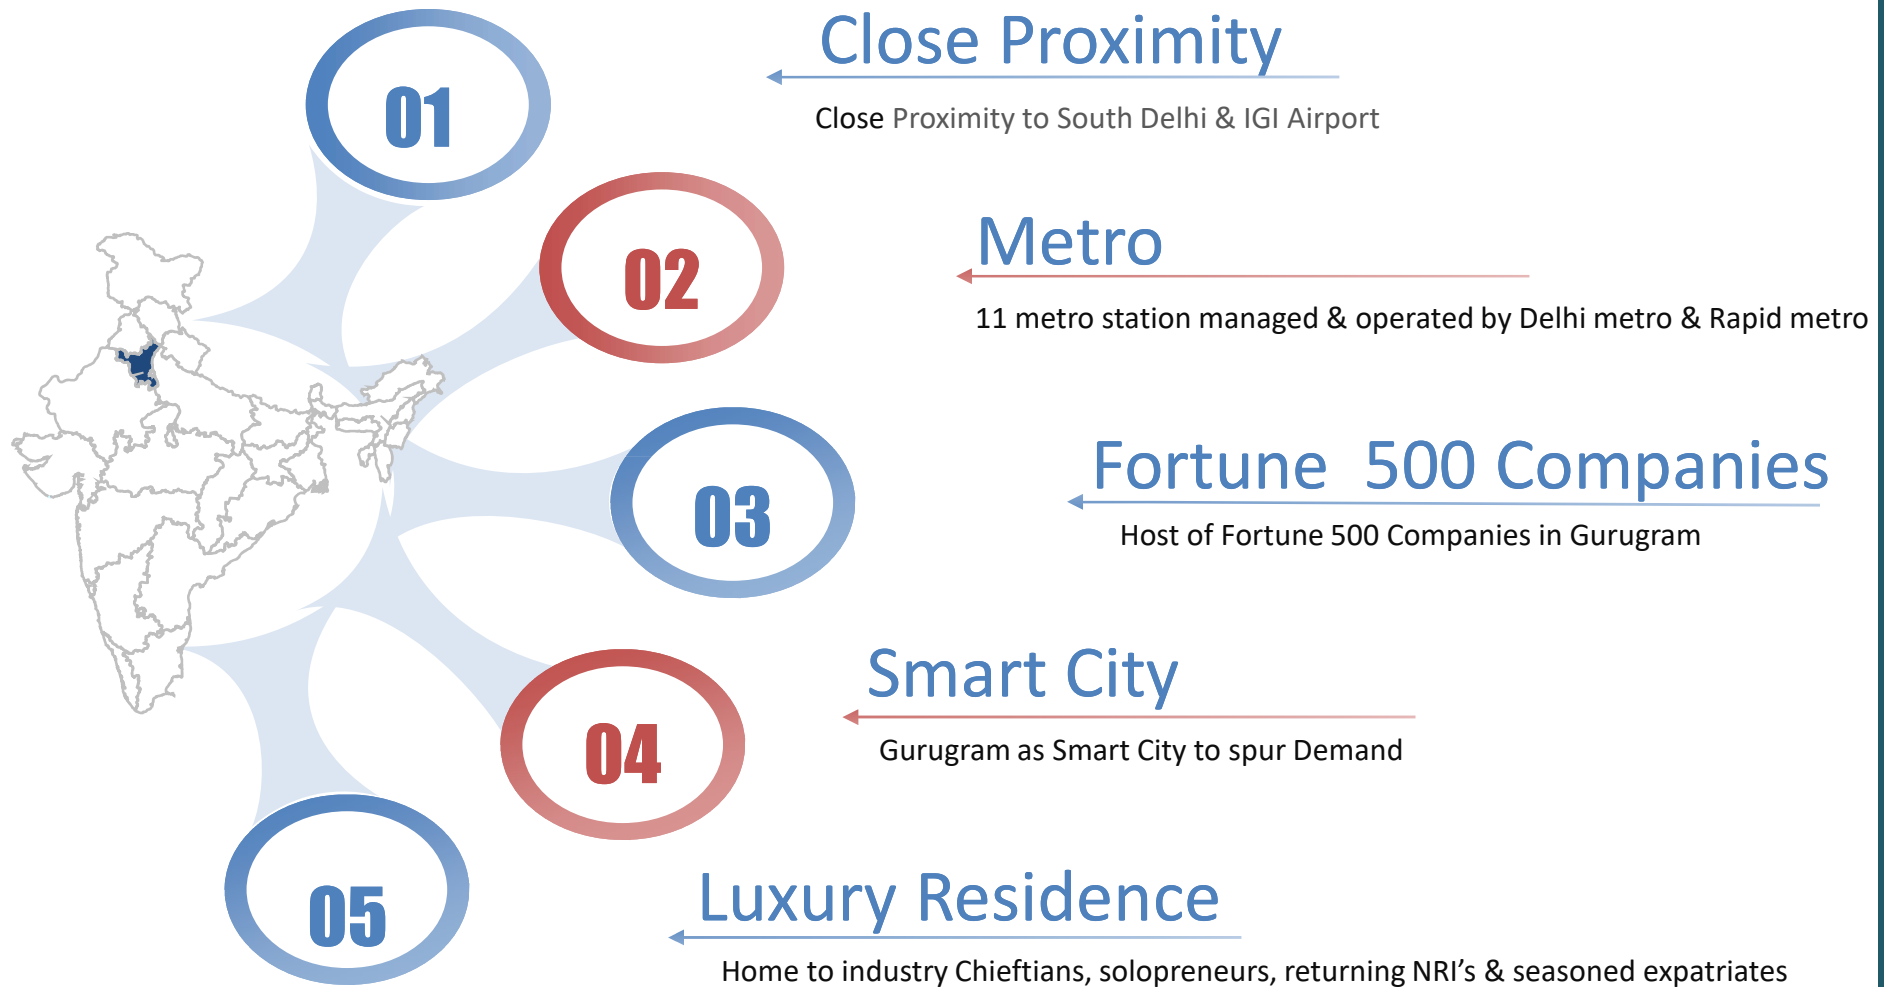 01
Close Proximity
Close Proximity to South Delhi & IGI Airport
02
Metro
11 metro station managed & operated by Delhi metro & Rapid metro
03
Fortune 500 Companies
Host of Fortune 500 Companies in Gurugram
04
Smart City
Gurugram as Smart City to spur Demand
05
Luxury Residence
Home to industry Chieftians, solopreneurs, returning NRI’s & seasoned expatriates